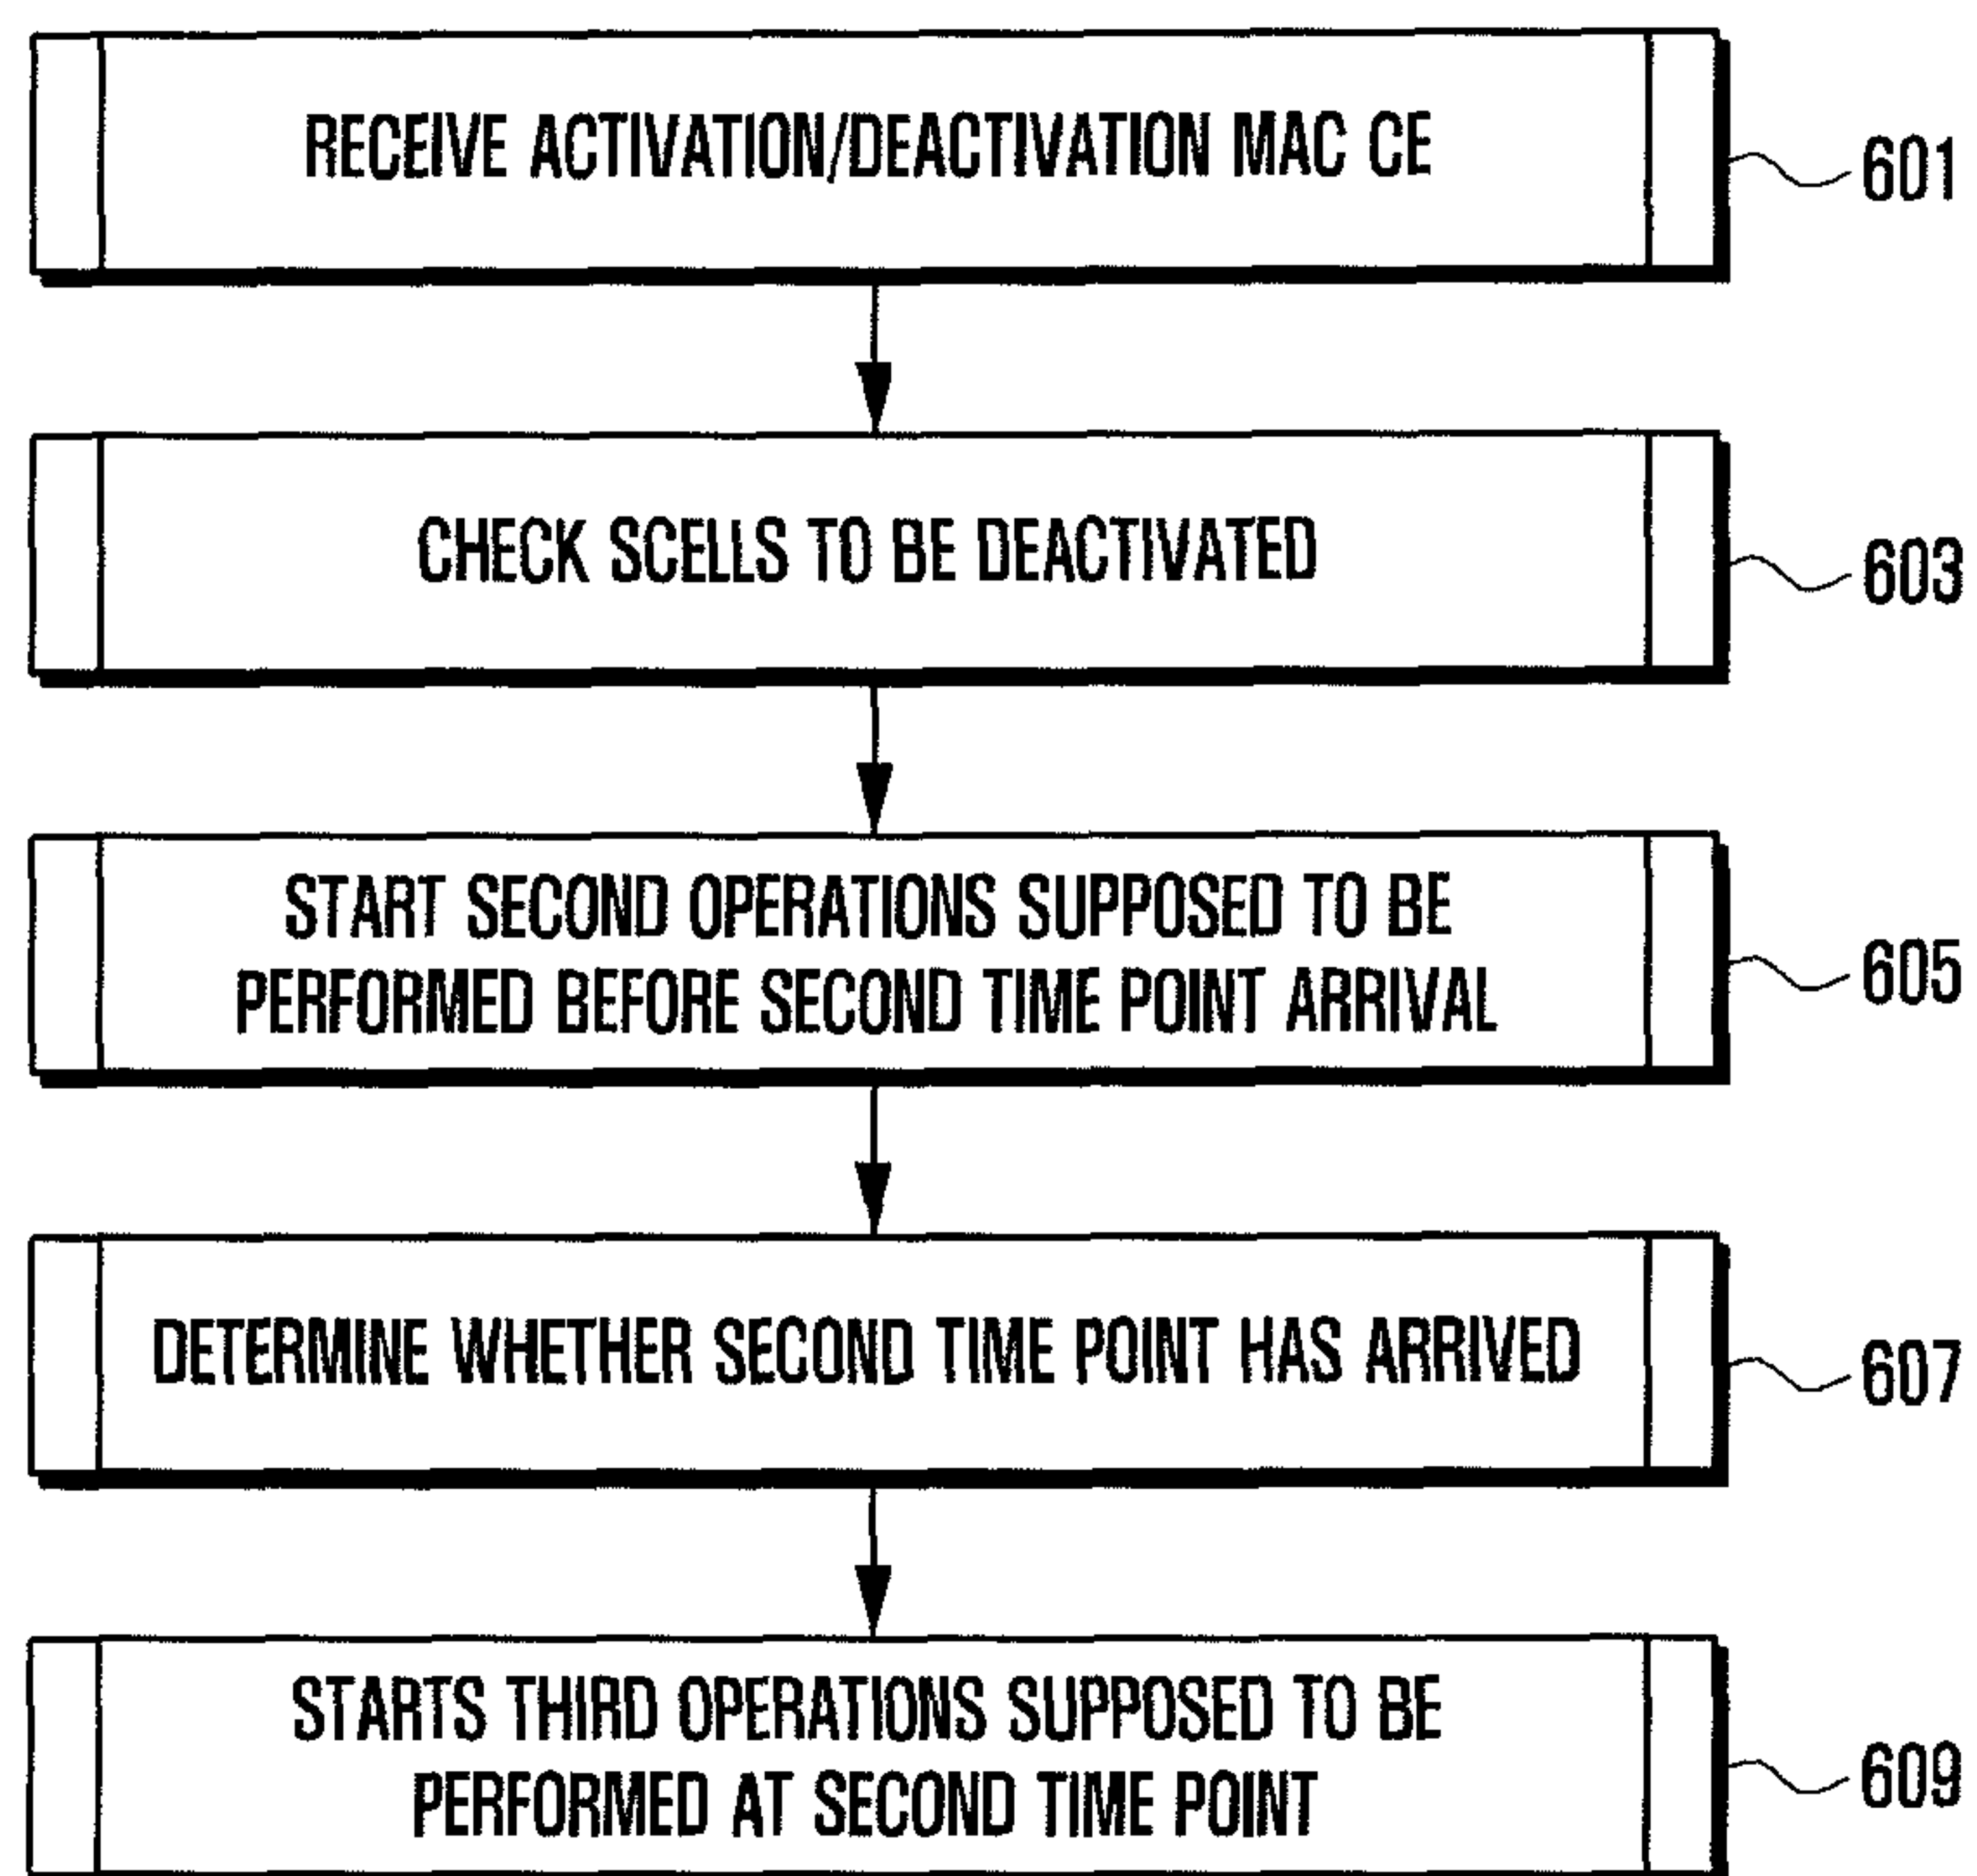 RECEIVE ACTIVATION/DEACTIVATION MAC CE
601
CHECK SCELLS TO BE DEACTIVATED
603
START SECOND OPERATIONS SUPPOSED TO BE
PERFORMED BEFORE SECOND TIME POINT ARRIVAL
605
DETERMINE WHETHER SECOND TIME POINT HAS ARRIVED
607
STARTS THIRD OPERATIONS SUPPOSED TO BE
PERFORMED AT SECOND TIME POINT
609